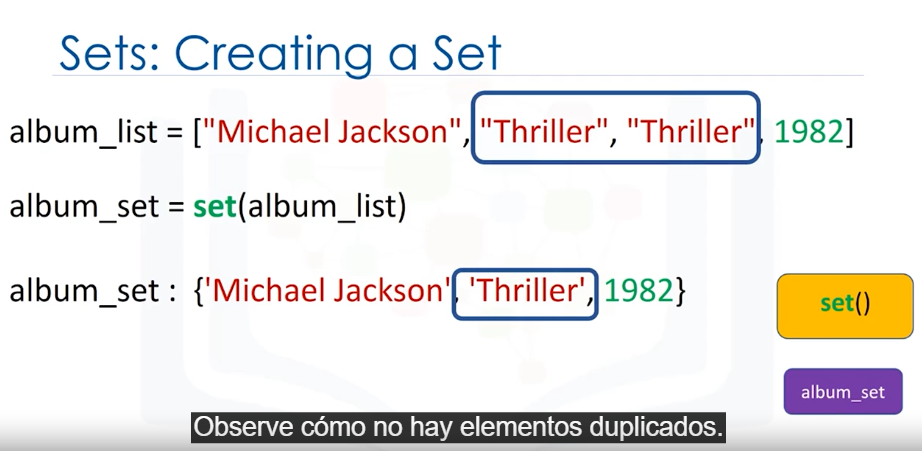 Sets: Creating a Set
album_list = ["Michael Jackson", "Thriller", "Thriller", 1982]
album_set = set(album_list)
album_set : {'Michael Jackson', 'Thriller', 1982}
set()
album_set
Observe cómo no hay elementos duplicados.